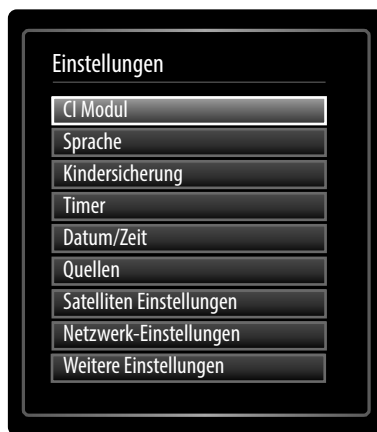 Einstellungen
CI Modul
Sprache
Kindersicherung
Timer
Datum/Zeit
Quellen
Satelliten Einstellungen
Netzwerk-Einstellungen
Weitere Einstellungen